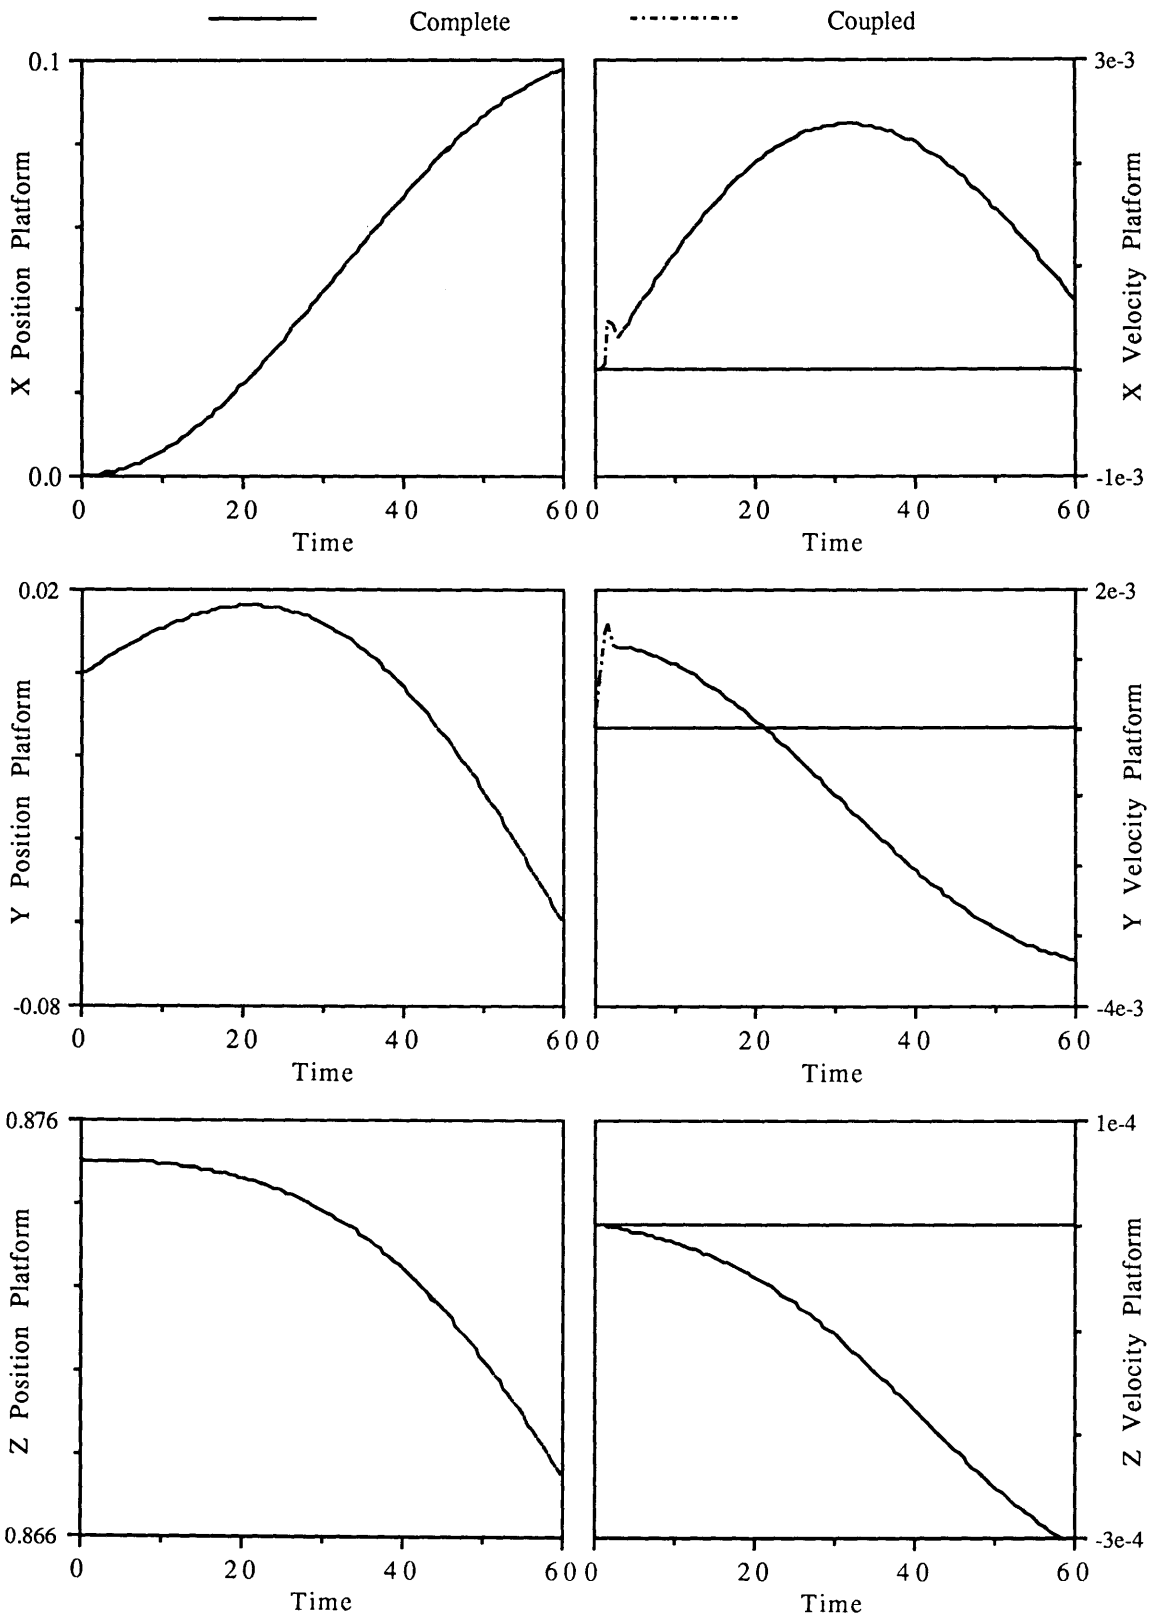 Complete Coupled
0.1 3e-3
X Position Platform
X Velocity Platform
0.0 -1e-3
0 20 40 60 0 20 40 60
Time Time
0.02 2e-3
Y Position Platform
Y Velocity Platform
-0.08 -4e-3
0 20 40 60 0 20 40 60
Time Time
0.876 1e-4
Z Position Platform
Z Velocity Platform
0.866 -3e-4
0 20 40 60 0 20 40 60
Time Time